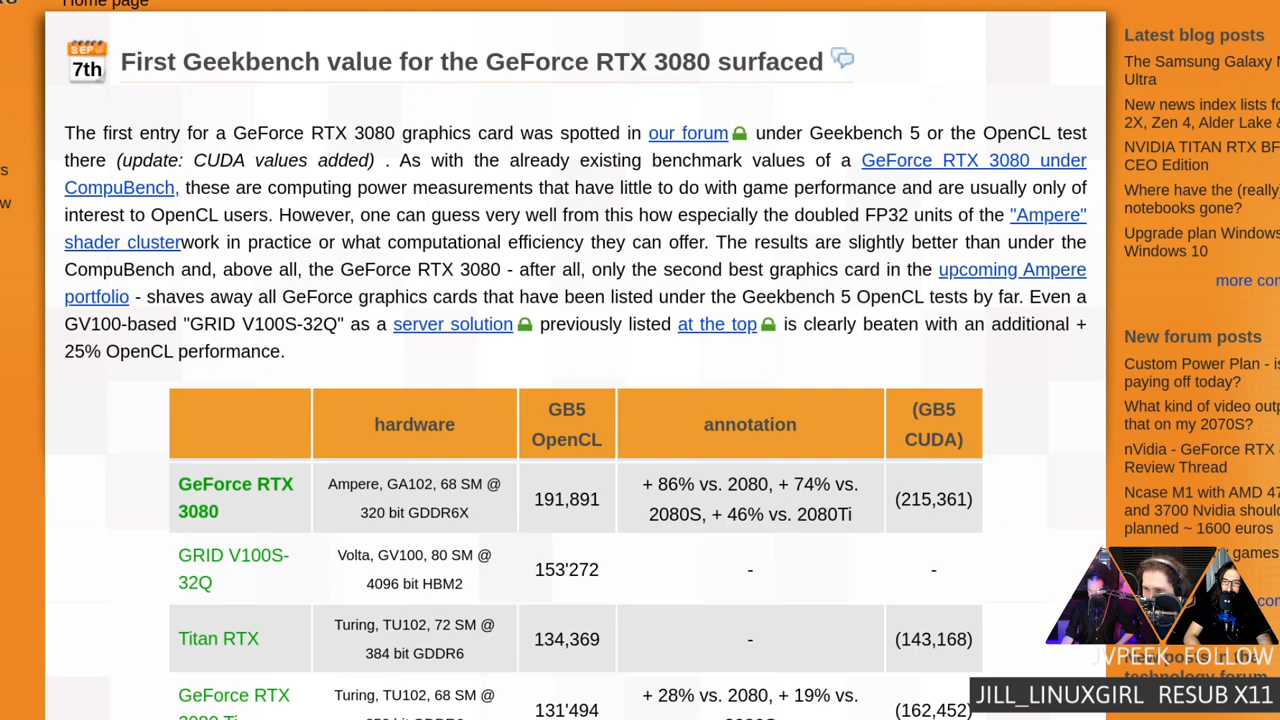 Home page
SEP
7th
First Geekbench value for the GeForce RTX 3080 surfaced
The first entry for a GeForce RTX 3080 graphics card was spotted in our forum under Geekbench 5 or the OpenCL test
there (update: CUDA values added) . As with the already existing benchmark values of a GeForce RTX 3080 under
CompuBench, these are computing power measurements that have little to do with game performance and are usually only of
interest to OpenCL users. However, one can guess very well from this how especially the doubled FP32 units of the "Ampere"
shader clusterwork in practice or what computational efficiency they can offer. The results are slightly better than under the
CompuBench and, above all, the GeForce RTX 3080 - after all, only the second best graphics card in the upcoming Ampere
portfolio - shaves away all GeForce graphics cards that have been listed under the Geekbench 5 OpenCL tests by far. Even a
GV100-based "GRID V100S-32Q" as a server solution previously listed at the top is clearly beaten with an additional +
25% OpenCL performance.
hardware
GB5
OpenCL
annotation
(GB5
CUDA)
GeForce RTX
3080
Ampere, GA102, 68 SM @
320 bit GDDR6X
191,891
+ 86% vs. 2080, + 74% vs.
2080S, + 46% vs. 2080Ti
(215,361)
GRID V100S-
32Q
Volta, GV100, 80 SM @
4096 bit HBM2
153'272
-
-
Titan RTX
Turing, TU102, 72 SM @
384 bit GDDR6
134,369
-
(143,168)
GeForce RTX
Turing, TU102, 68 SM @
131'494
+ 28% vs. 2080, + 19% vs.
(162,452)
Latest blog posts
The Samsung Galaxy
Ultra
New news index lists
2X, Zen 4, Alder Lake
NVIDIA TITAN RTX
CEO Edition
Where have the (really)
notebooks gone?
Upgrade plan Windows
Windows 10
more
New forum posts
Custom Power Plan -
paying off today?
What kind of video
that on my 2070S?
nVidia - GeForce RTX
Review Thread
Ncase M1 with AMD
and 3700 Nvidia
planned ~ 1600 euros
games
New posts in the
technology forum
JVPEEK_ FOLLOW
JILL_LINUXGIRL RESUB X11